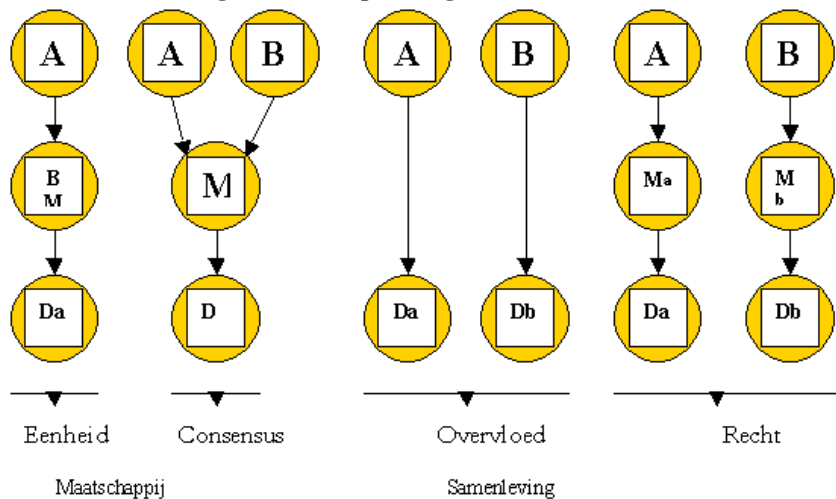 A A B A B A B
B
M
M
Ma
M
b
Da D Da Db Da Db
Eenheid Consensus Overvloed Recht
Maatschappij Samenleving